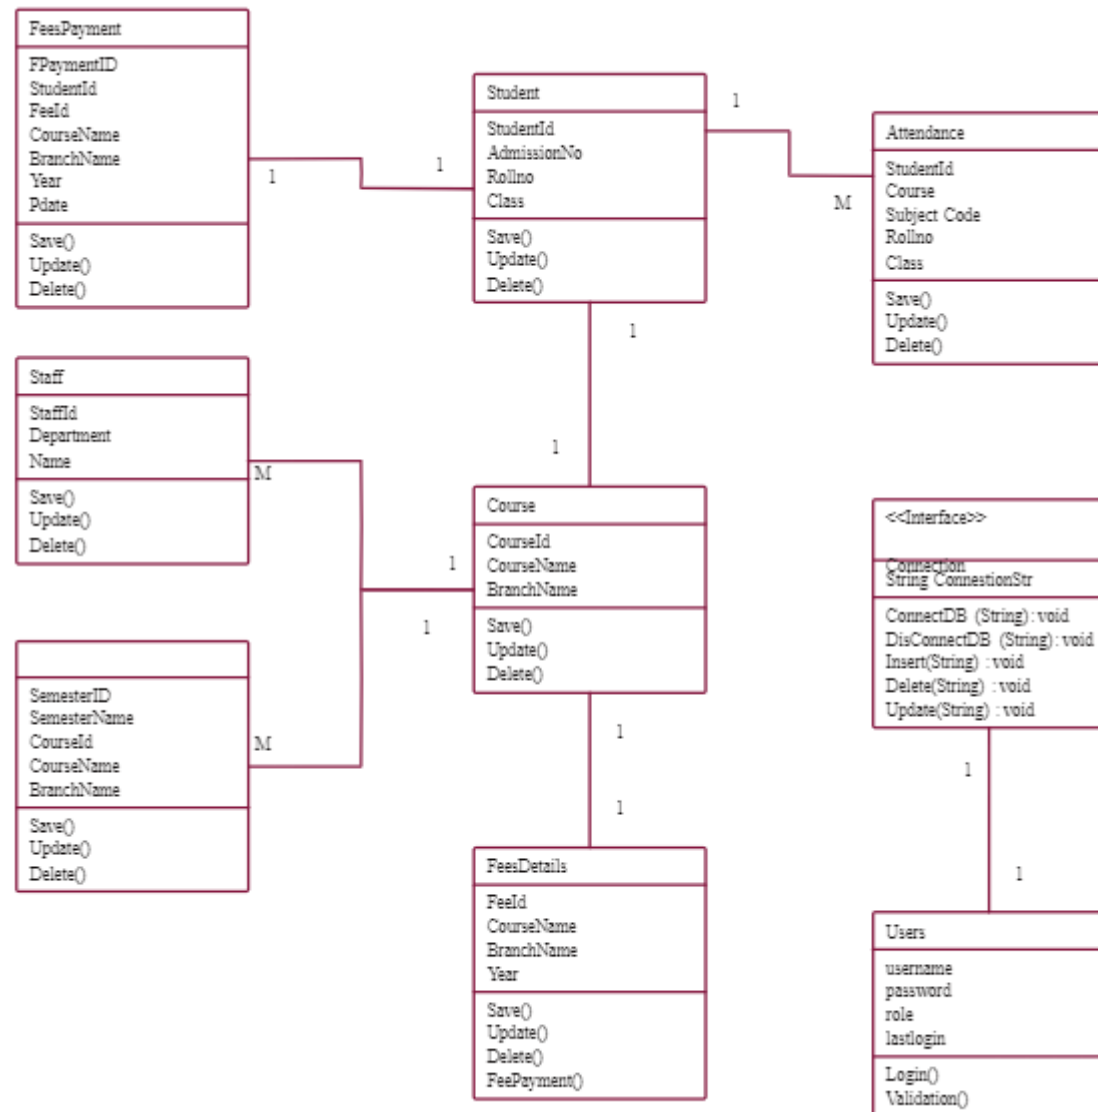 FeesPayment
FPaymentID
StudentId
FeeId
CourseName
BranchName
Year
Pdate
Save()
Update()
Delete()
1
1
Student
StudentId
AdmissionNo
Rollno
Class
Save()
Update()
Delete()
1
M
Attendance
StudentId
Course
Subject Code
Rollno
Class
Save()
Update()
Delete()
1
1
Staff
StaffId
Department
Name
Save()
Update()
Delete()
M
1
1
Course
CourseId
CourseName
BranchName
Save()
Update()
Delete()
<<Interface>>
Connection
String ConnestionStr
ConnectDB (String): void
DisConnectDB (String): void
Insert(String) : void
Delete(String) : void
Update(String) : void
SemesterID
SemesterName
CourseId
CourseName
BranchName
Save()
Update()
Delete()
M
1
1
FeesDetails
FeeId
CourseName
BranchName
Year
Save()
Update()
Delete()
FeePayment()
1
1
Users
username
password
role
lastlogin
Login()
Validation()